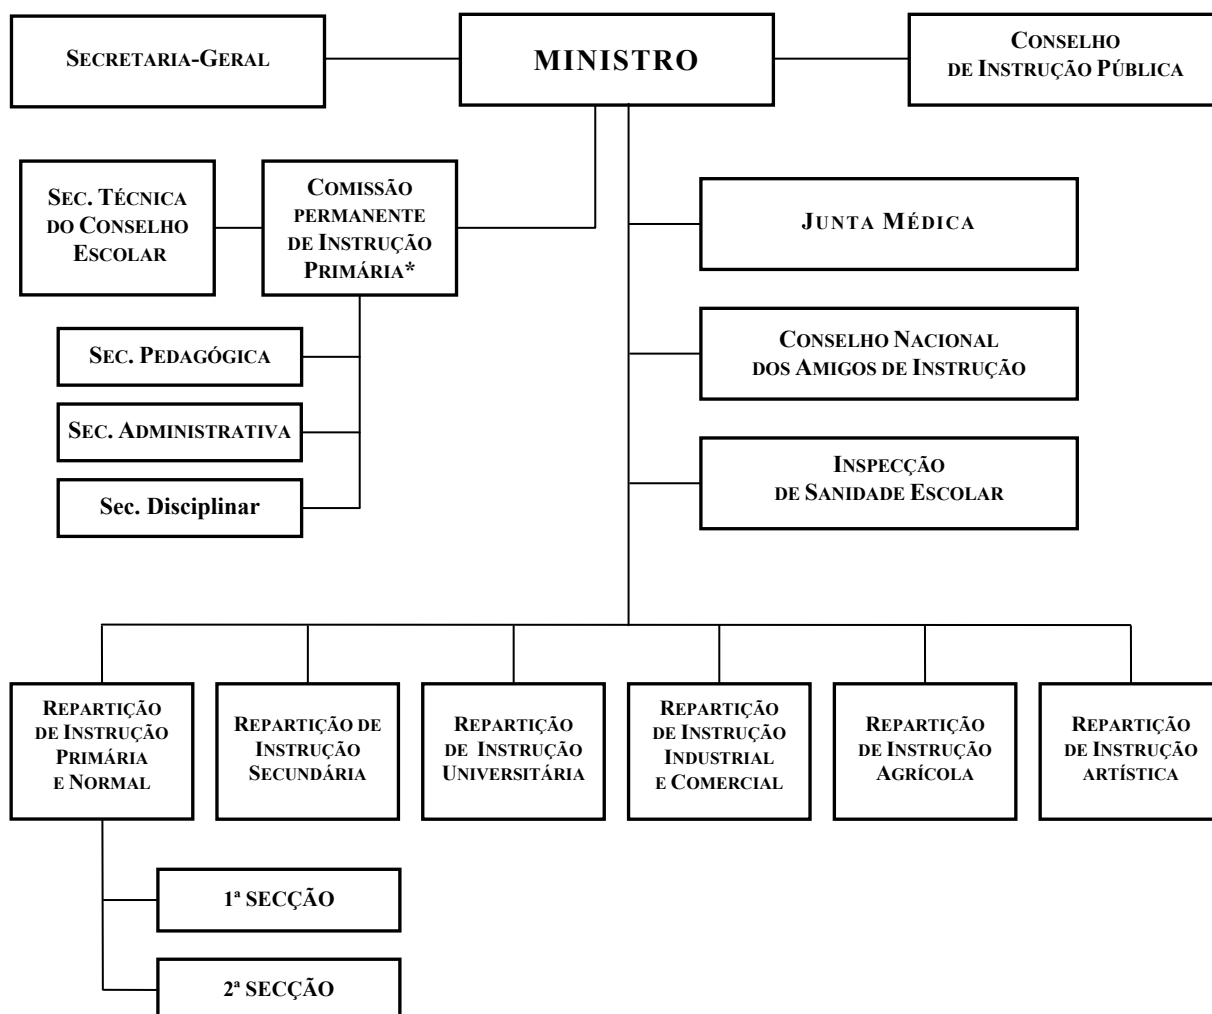 SECRETARIA-GERAL
MINISTRO
CONSELHO
DE INSTRUÇÃO PÚBLICA
SEC. TÉCNICA
DO CONSELHO
ESCOLAR
COMISSÃO
PERMANENTE
DE INSTRUÇÃO
PRIMÁRIA*
JUNTA MÉDICA
SEC. PEDAGÓGICA
CONSELHO NACIONAL
DOS AMIGOS DE INSTRUÇÃO
SEC. ADMINISTRATIVA
INSPECÇÃO
DE SANIDADE ESCOLAR
Sec. Disciplinar
REPARTIÇÃO
DE INSTRUÇÃO
PRIMÁRIA
E NORMAL
REPARTIÇÃO DE
INSTRUÇÃO
SECUNDÁRIA
REPARTIÇÃO
DE INSTRUÇÃO
UNIVERSITÁRIA
REPARTIÇÃO
DE INSTRUÇÃO
INDUSTRIAL
E COMERCIAL
REPARTIÇÃO
DE INSTRUÇÃO
AGRÍCOLA
REPARTIÇÃO
DE INSTRUÇÃO
ARTÍSTICA
1ª SECÇÃO
2ª SECÇÃO